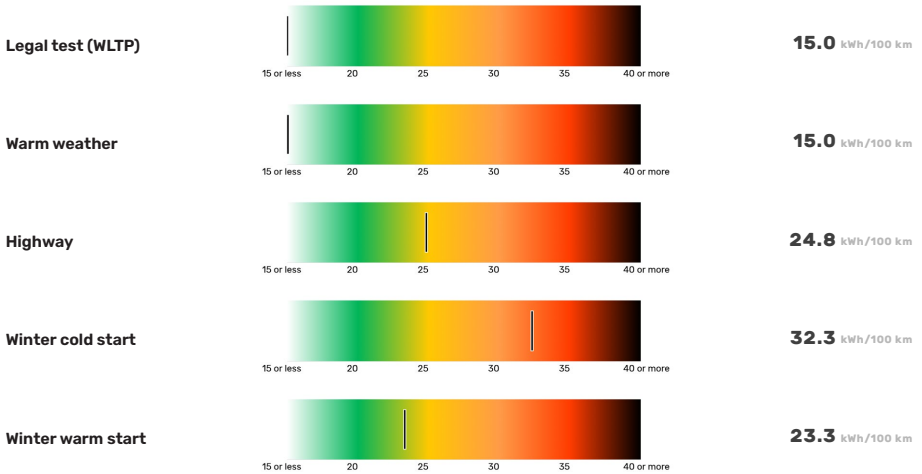 Legal test (WLTP)
15.0 kWh/100 km
15 or less 20 25 30 35 40 or more
Warm weather
15.0 kWh/100 km
15 or less 20 25 30 35 40 or more
Highway
24.8 kWh/100 km
15 or less 20 25 30 35 40 or more
Winter cold start
32.3 kWh/100 km
15 or less 20 25 30 35 40 or more
Winter warm start
23.3 kWh/100 km
15 or less 20 25 30 35 40 or more